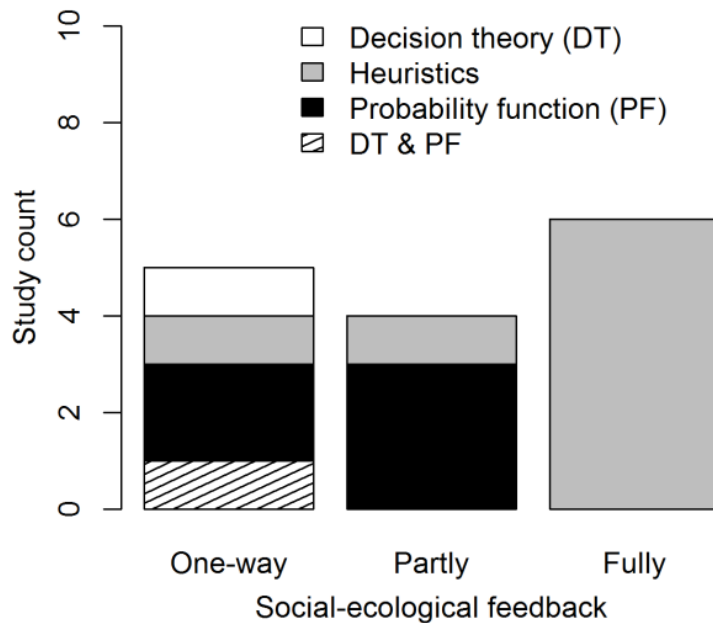 10
8
6
4
2
0
Study count
Decision theory (DT)
Heuristics
Probability function (PF)
DT & PF
One-way Partly Fully
Social-ecological feedback